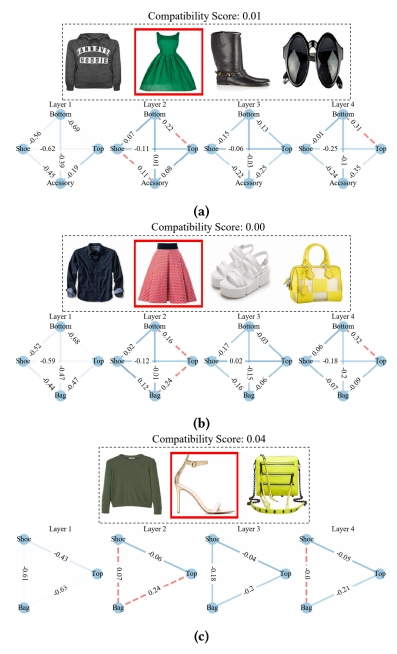 Compatibility Score: 0.01
HOODIE
Layer 1 Layer 2 Layer 3 Layer 4
Bottom Bottom Bottom Bottom
-0.56 -0.69 0.07 0.22 -0.15 -0.13 -0.01 0.31
Shoe -0.62 Top Shoe -0.11 Top Shoe -0.06 Top Shoe -0.25 Top
-0.39 0.01 -0.03 -0.1
-0.45 -0.19 0.11 0.08 -0.22 -0.25 -0.24 -0.35
Accessory Accessory Accessory Accessory
(a)
Compatibility Score: 0.00
Layer 1 Layer 2 Layer 3 Layer 4
Bottom Bottom Bottom Bottom
-0.52 -0.68 0.02 0.16 -0.17 -0.03 0.06 0.32
Shoe -0.59 Top Shoe -0.12 Top Shoe 0.02 Top Shoe -0.18 Top
-0.47 -0.01 -0.15 -0.2
-0.44 -0.47 0.12 0.24 -0.16 -0.06 -0.07 -0.09
Bag Bag Bag Bag
(b)
Compatibility Score: 0.04
Layer 1 Layer 2 Layer 3 Layer 4
Shoe Shoe Shoe Shoe
-0.43 -0.06 -0.04 -0.05
-0.61 Top 0.07 Top -0.18 Top -0.0 Top
-0.63 0.24 -0.2 -0.21
Bag Bag Bag Bag
(c)